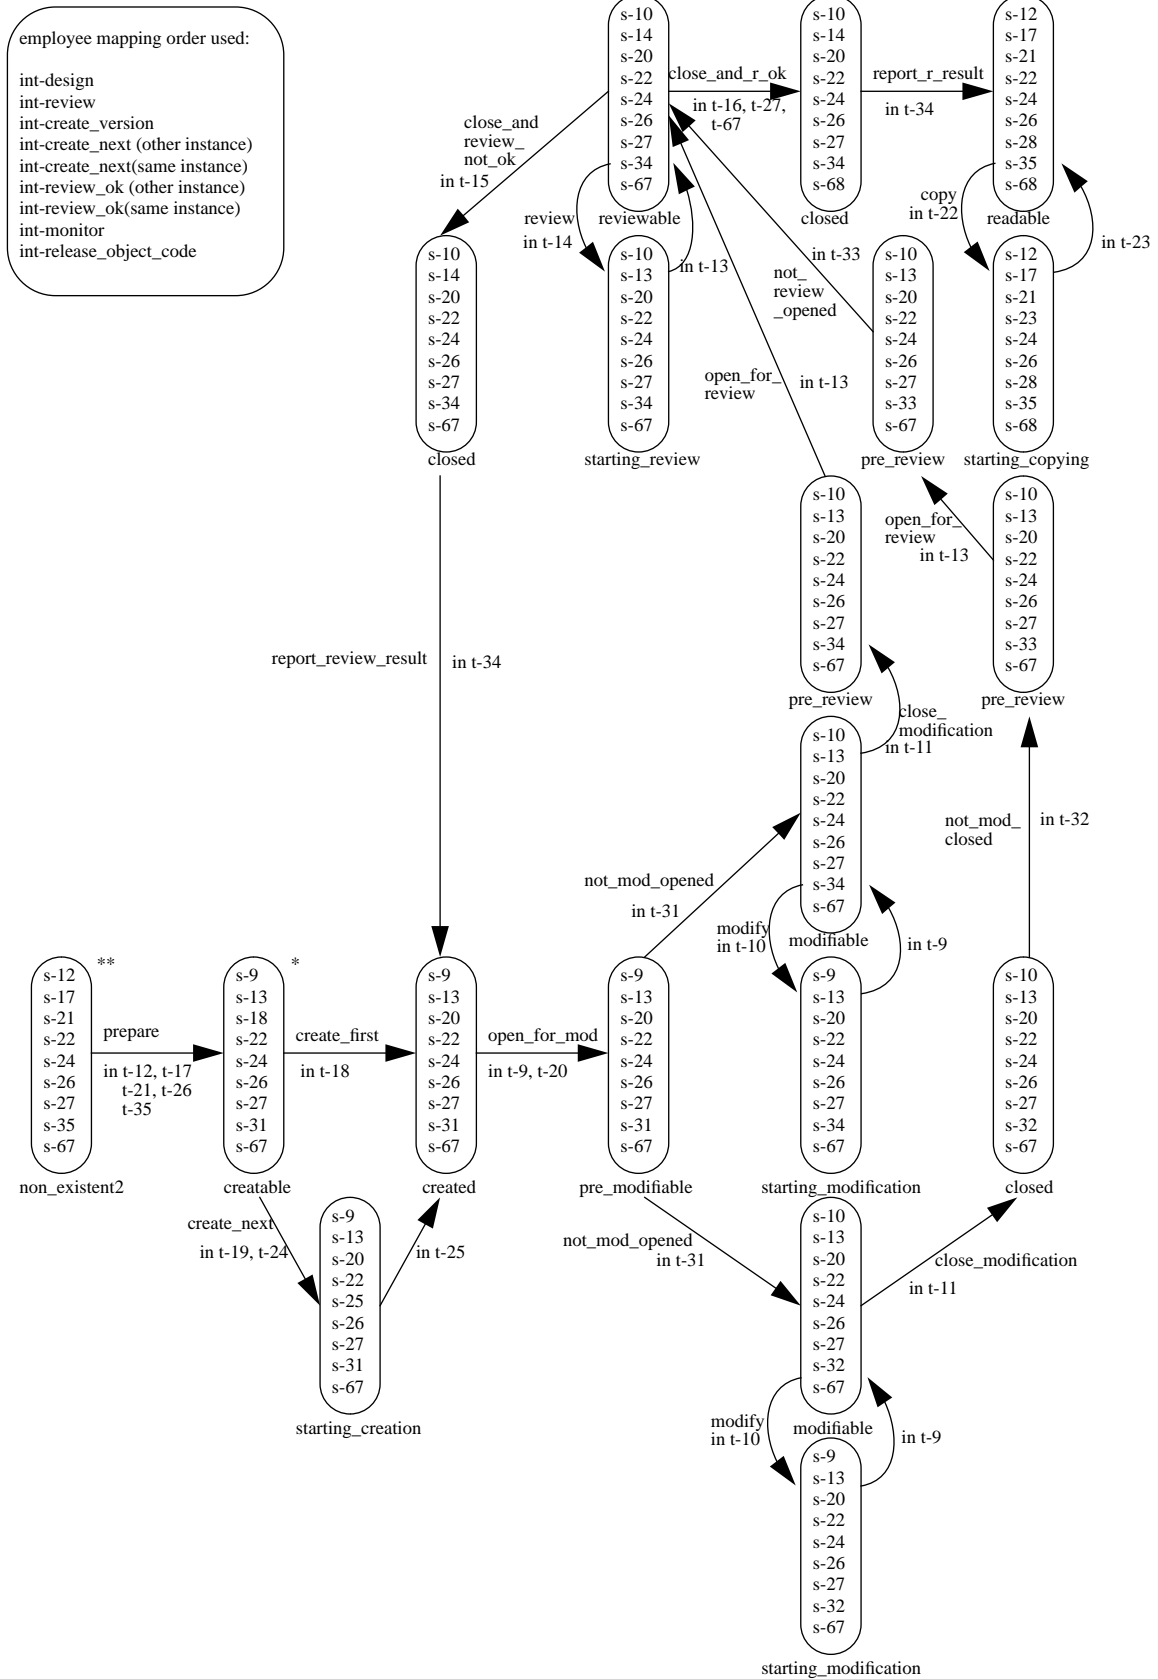 employee mapping order used:
int-design
int-review
int-create_version
int-create_next (other instance)
int-create_next(same instance)
int-review_ok (other instance)
int-review_ok(same instance)
int-monitor
int-release_object_code
s-10
s-14
s-20
s-22
s-24
s-26
s-27
s-34
s-67
reviewable
close_and_r_ok
in t-16, t-27,
t-67
s-10
s-14
s-20
s-22
s-24
s-26
s-27
s-34
s-68
closed
report_r_result
in t-34
s-12
s-17
s-21
s-22
s-24
s-26
s-28
s-35
s-68
readable
close_and
review_
not_ok
in t-15
review
in t-14
in t-13
not_
review
_opened
in t-33
copy
in t-22
in t-23
s-10
s-14
s-20
s-22
s-24
s-26
s-27
s-34
s-67
closed
s-10
s-13
s-20
s-22
s-24
s-26
s-27
s-34
s-67
starting_review
s-10
s-13
s-20
s-22
s-24
s-26
s-27
s-33
s-67
pre_review
s-12
s-17
s-21
s-23
s-24
s-26
s-28
s-35
s-68
starting_copying
open_for_
review
in t-13
open_for_
review
in t-13
s-10
s-13
s-20
s-22
s-24
s-26
s-27
s-34
s-67
pre_review
s-10
s-13
s-20
s-22
s-24
s-26
s-27
s-33
s-67
pre_review
report_review_result
in t-34
close_
modification
in t-11
s-10
s-13
s-20
s-22
s-24
s-26
s-27
s-34
s-67
modifiable
not_mod_
closed
in t-32
not_mod_opened
in t-31
modify
in t-10
in t-9
s-12
s-17
s-21
s-22
s-24
s-26
s-27
s-35
s-67
non_existent2
**
prepare
in t-12, t-17
t-21, t-26
t-35
s-9
s-13
s-18
s-22
s-24
s-26
s-27
s-31
s-67
creatable
*
create_first
in t-18
s-9
s-13
s-20
s-22
s-24
s-26
s-27
s-31
s-67
created
open_for_mod
in t-9, t-20
s-9
s-13
s-20
s-22
s-24
s-26
s-27
s-31
s-67
pre_modifiable
s-9
s-13
s-20
s-22
s-24
s-26
s-27
s-34
s-67
starting_modification
s-10
s-13
s-20
s-22
s-24
s-26
s-27
s-32
s-67
closed
create_next
in t-19, t-24
s-9
s-13
s-20
s-22
s-25
s-26
s-27
s-31
s-67
starting_creation
in t-25
not_mod_opened
in t-31
s-10
s-13
s-20
s-22
s-24
s-26
s-27
s-32
s-67
modifiable
close_modification
in t-11
modify
in t-10
in t-9
s-9
s-13
s-20
s-22
s-24
s-26
s-27
s-32
s-67
starting_modification